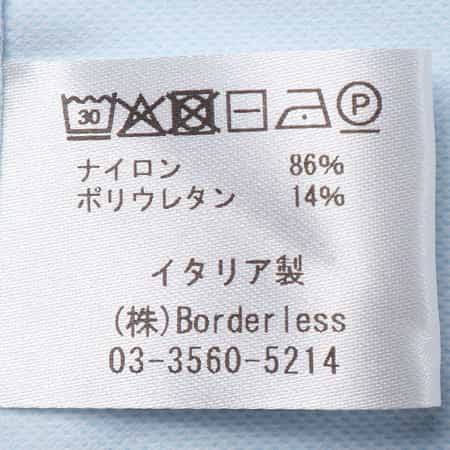 30 P
ナイロン 86%
ポリウレタン 14%
イタリア製
(株)Borderless
03-3560-5214